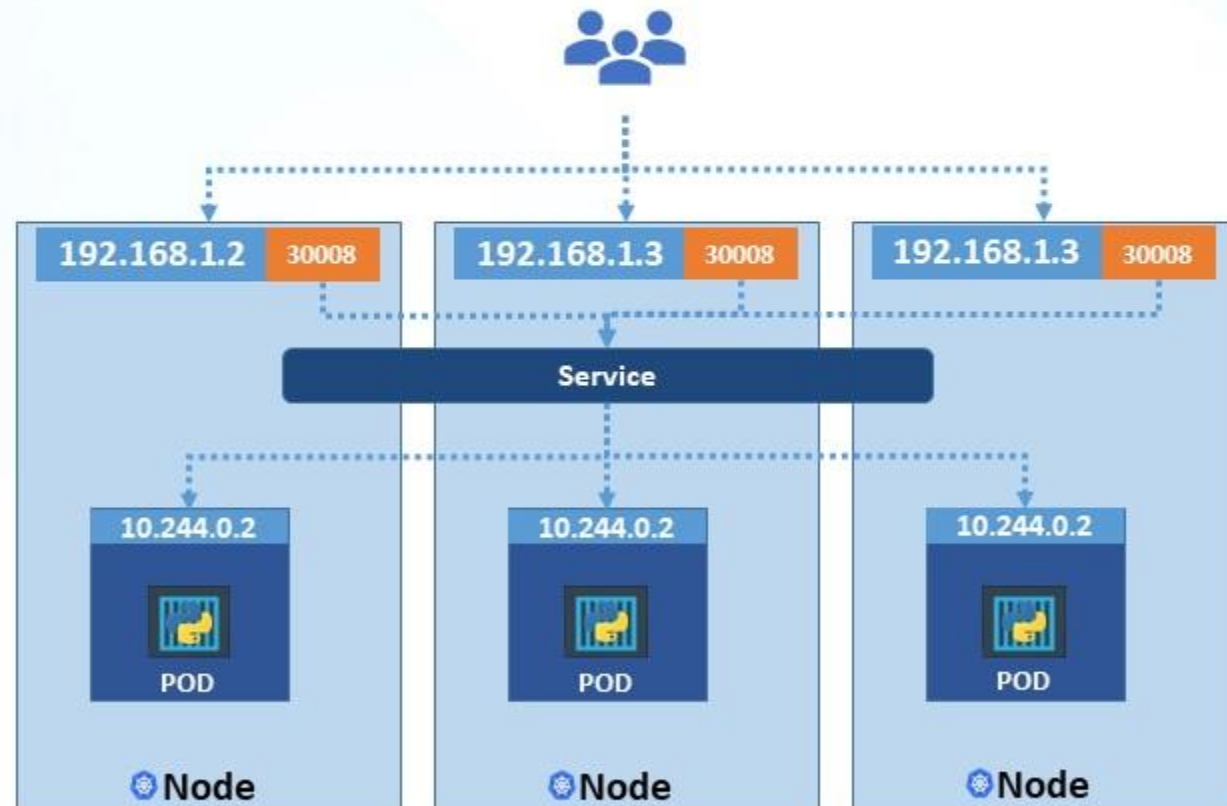 192.168.1.2 30008
192.168.1.3 30008
192.168.1.3 30008
Service
10.244.0.2
10.244.0.2
10.244.0.2
POD
POD
POD
Node
Node
Node